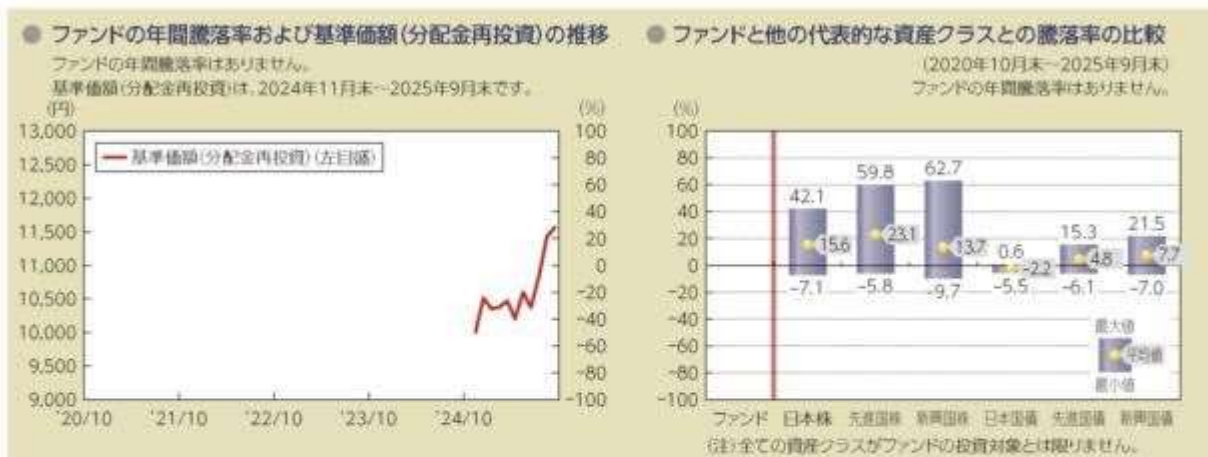 ● ファンドの年間騰落率および基準価額(分配金再投資)の推移
ファンドの年間騰落率はありません。
基準価額(分配金再投資)は、2024年11月末～2025年9月末です。
(円)
(%)
13,000
12,500
12,000
11,500
11,000
10,500
10,000
9,500
9,000
基準価額(分配金再投資)(左目盛)
100
80
60
40
20
0
−20
−40
−60
−80
−100
'20/10 '21/10 '22/10 '23/10 '24/10
● ファンドと他の代表的な資産クラスとの騰落率の比較
(2020年10月末～2025年9月末)
ファンドの年間騰落率はありません。
(%)
100
80
60
40
20
0
−20
−40
−60
−80
−100
42.1 59.8 62.7 0.6 15.3 21.5
15.6 23.1 13.7 −2.2 4.8 7.7
−7.1 −5.8 −9.7 −5.5 −6.1 −7.0
最大値
平均値
最小値
ファンド 日本株 先進国株 新興国株 日本国債 先進国債 新興国債
(注)全ての資産クラスがファンドの投資対象とは限りません。